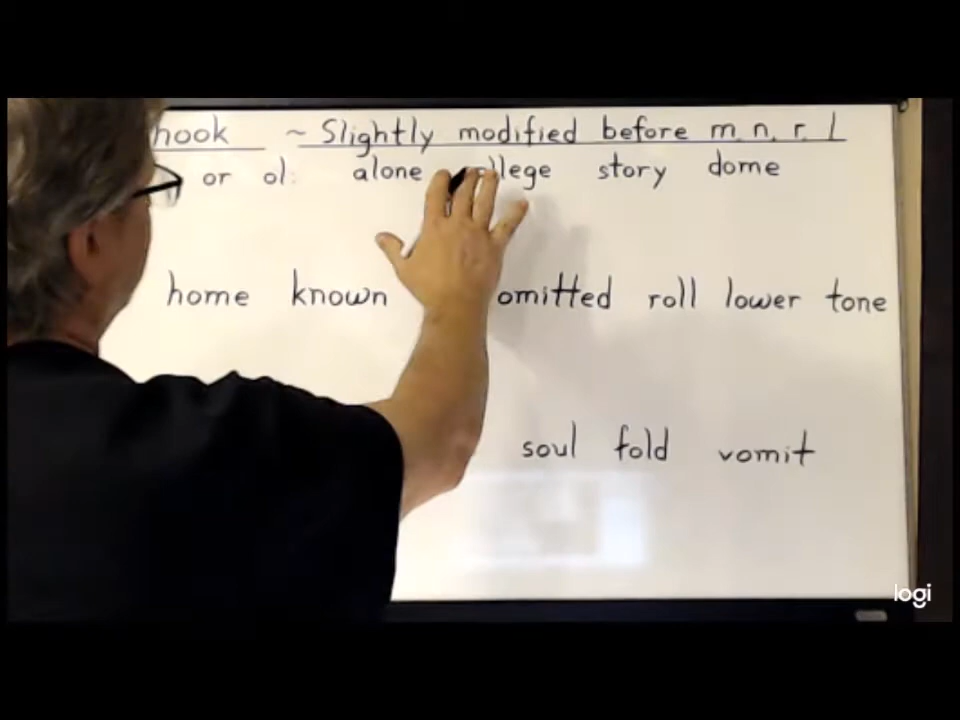 hook ~ Slightly modified before m, n, r, l
or ol: alone college story dome
home known omitted roll lower tone
soul fold vomit
logi